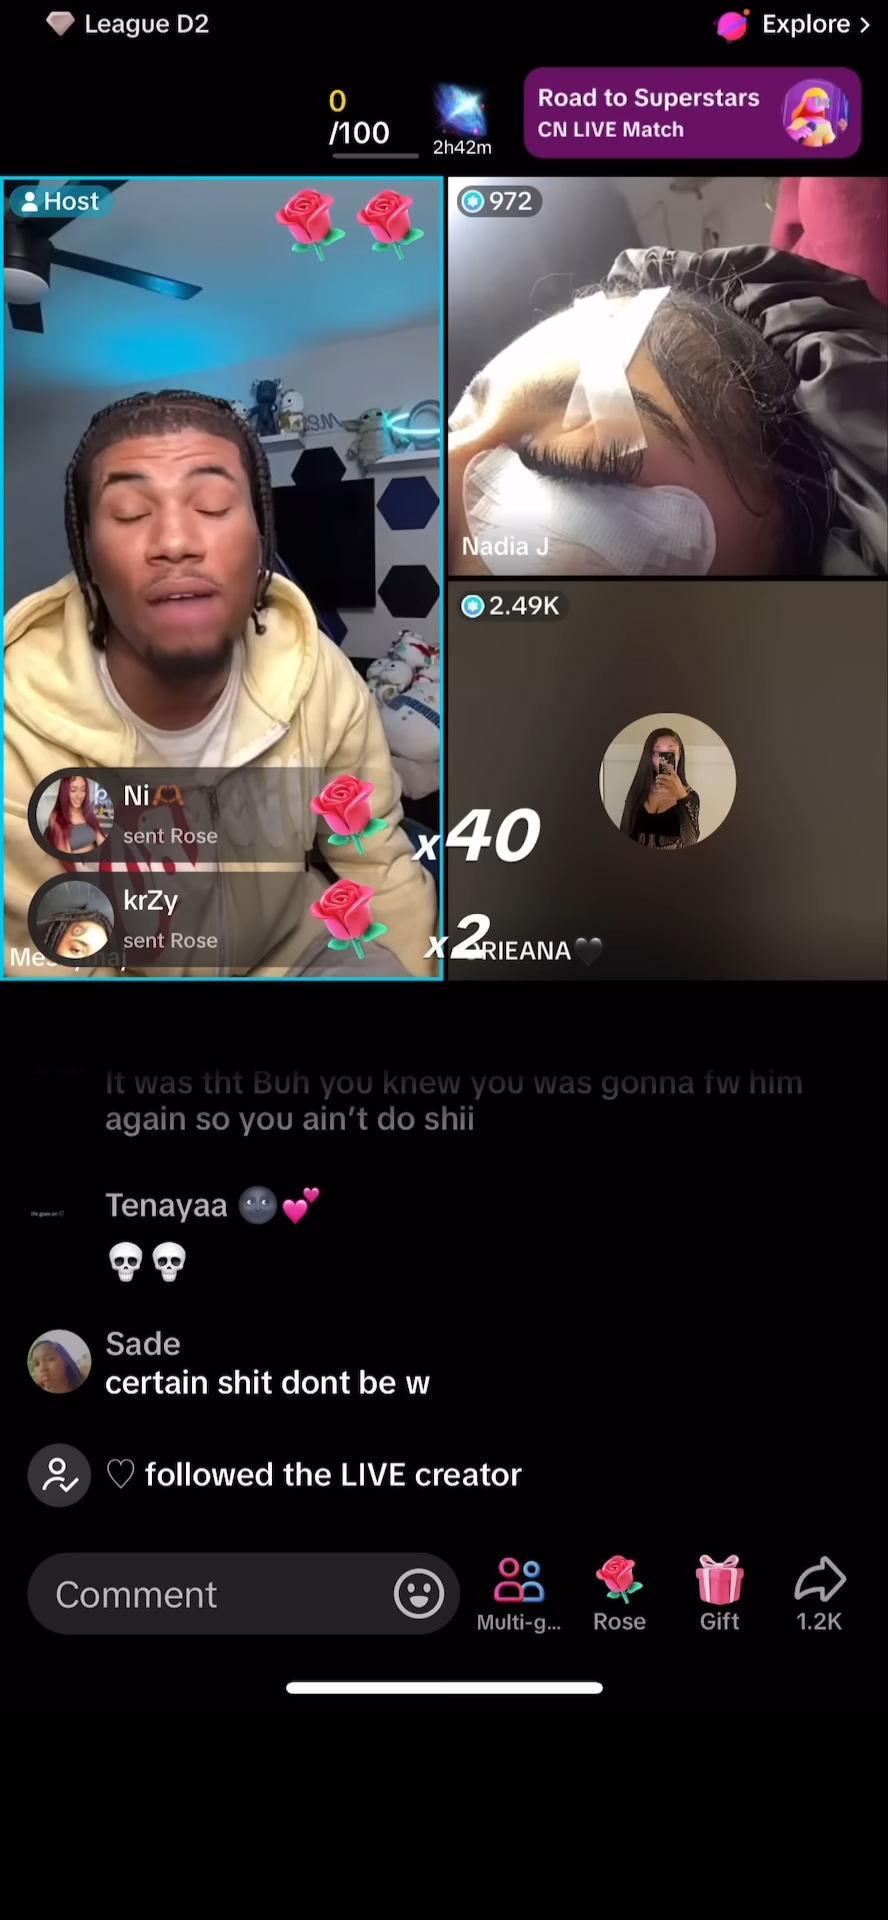 League D2
Explore >
0
/100
2h42m
Road to Superstars
CN LIVE Match
Host
972
Nadia J
2.49K
Ni🫶🏾
sent Rose
x40
krZy
sent Rose
x2
RIEANA🖤
It was tht Buh you knew you was gonna fw him
again so you ain't do shii
Tenayaa 🌚💕
💀💀
Sade
certain shit dont be w
♡ followed the LIVE creator
Comment
Multi-g...
Rose
Gift
1.2K